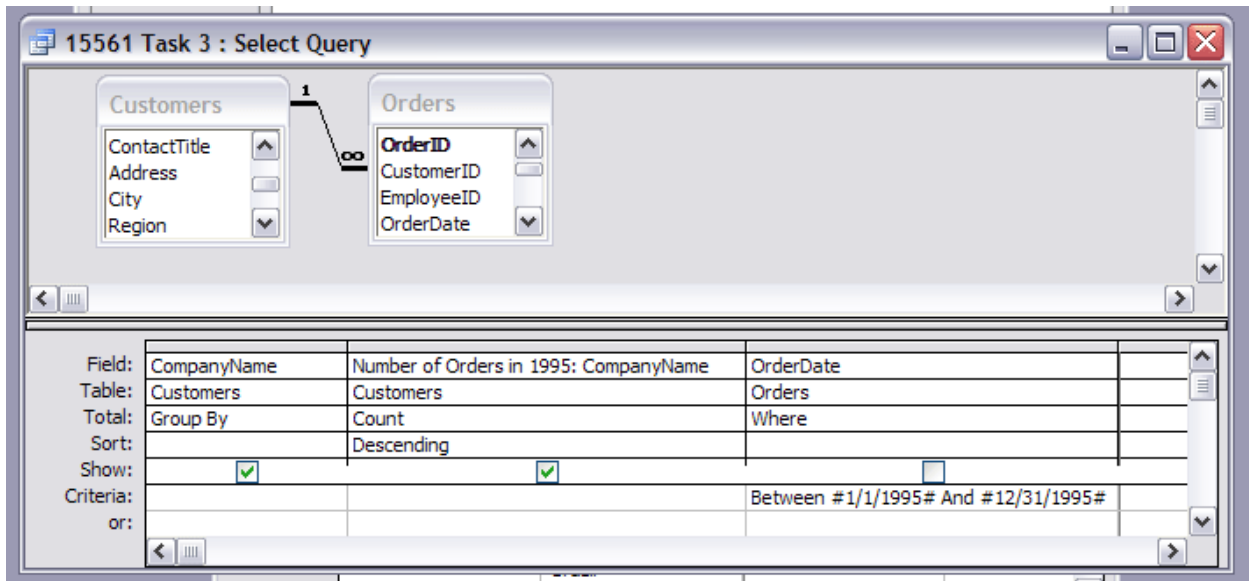 15561 Task 3 : Select Query
Customers
ContactTitle
Address
City
Region
1
∞
Orders
OrderID
CustomerID
EmployeeID
OrderDate
Field: CompanyName Number of Orders in 1995: CompanyName OrderDate
Table: Customers Customers Orders
Total: Group By Count Where
Sort: Descending
Show:
Criteria: Between #1/1/1995# And #12/31/1995#
or: